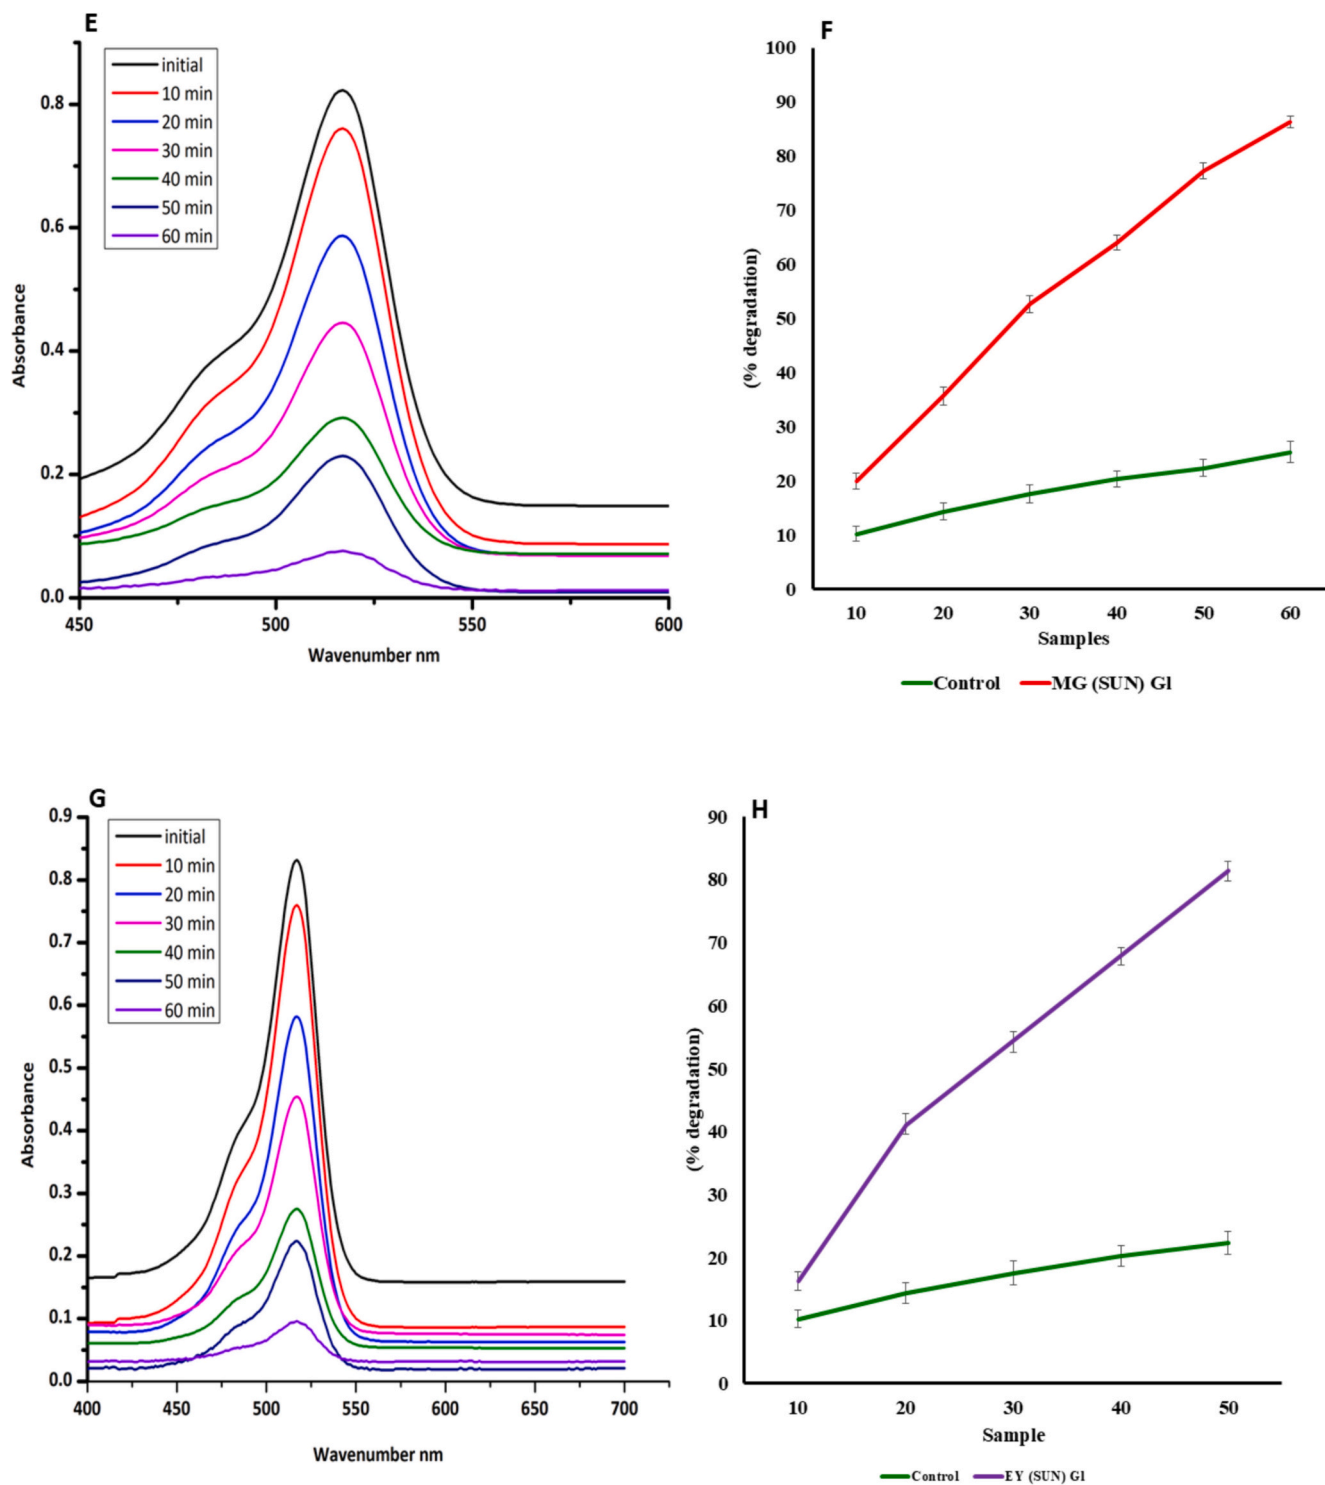 E
initial
10 min
20 min
30 min
40 min
50 min
60 min
0.8
0.6
0.4
0.2
0.0
Absorbance
450 500 550 600
Wavenumber nm
F
100
90
80
70
60
50
40
30
20
10
0
(% degradation)
10 20 30 40 50 60
Samples
Control MG (SUN) Gl
G
initial
10 min
20 min
30 min
40 min
50 min
60 min
0.9
0.8
0.7
0.6
0.5
0.4
0.3
0.2
0.1
0.0
Absorbance
400 450 500 550 600 650 700
Wavenumber nm
H
90
80
70
60
50
40
30
20
10
0
(% degradation)
10 20 30 40 50
Sample
Control EY (SUN) Gl